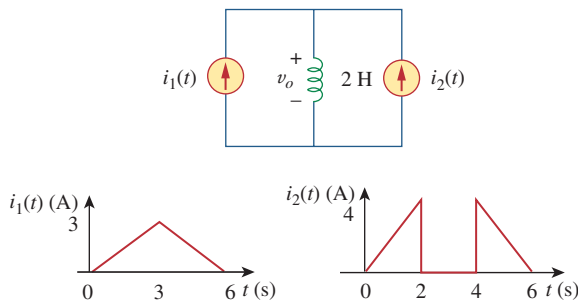 +
i₁(t) vₒ 2 H i₂(t)
−
i₁(t) (A)
3
0 3 6 t (s)
i₂(t) (A)
4
0 2 4 6 t (s)